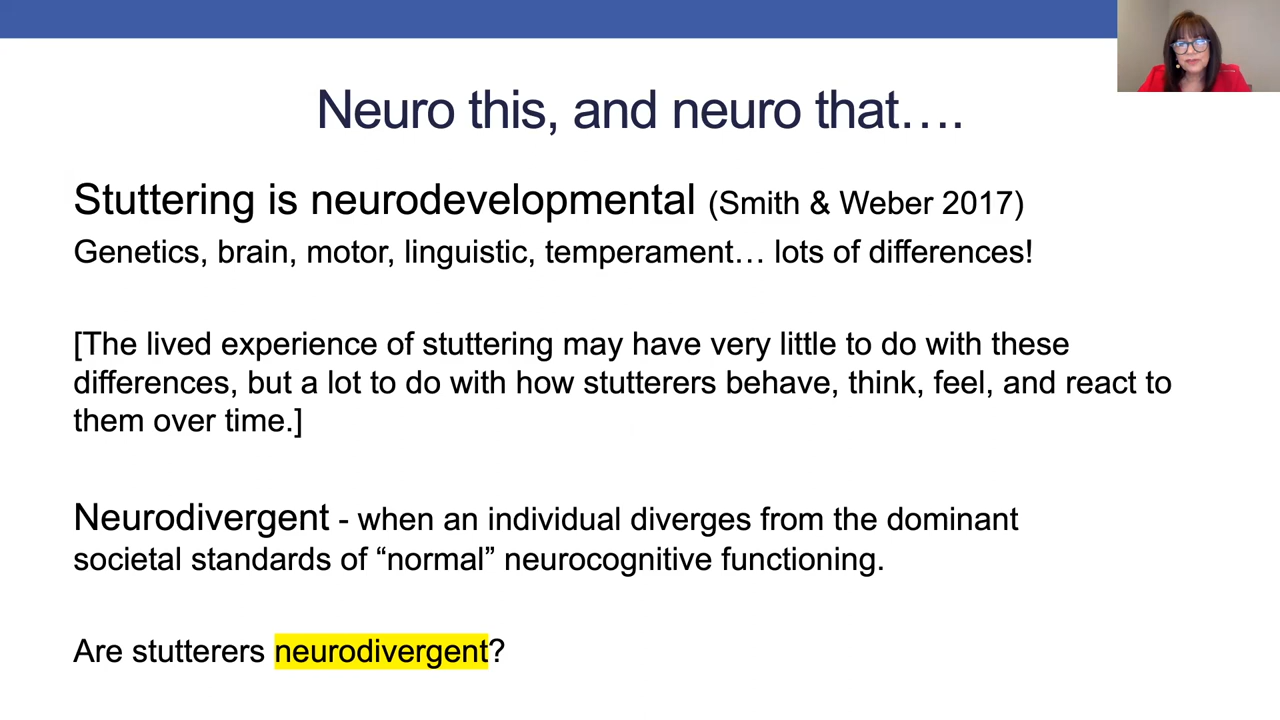 Neuro this, and neuro that….
Stuttering is neurodevelopmental (Smith & Weber 2017)
Genetics, brain, motor, linguistic, temperament… lots of differences!
[The lived experience of stuttering may have very little to do with these
differences, but a lot to do with how stutterers behave, think, feel, and react to
them over time.]
Neurodivergent - when an individual diverges from the dominant
societal standards of “normal” neurocognitive functioning.
Are stutterers neurodivergent?